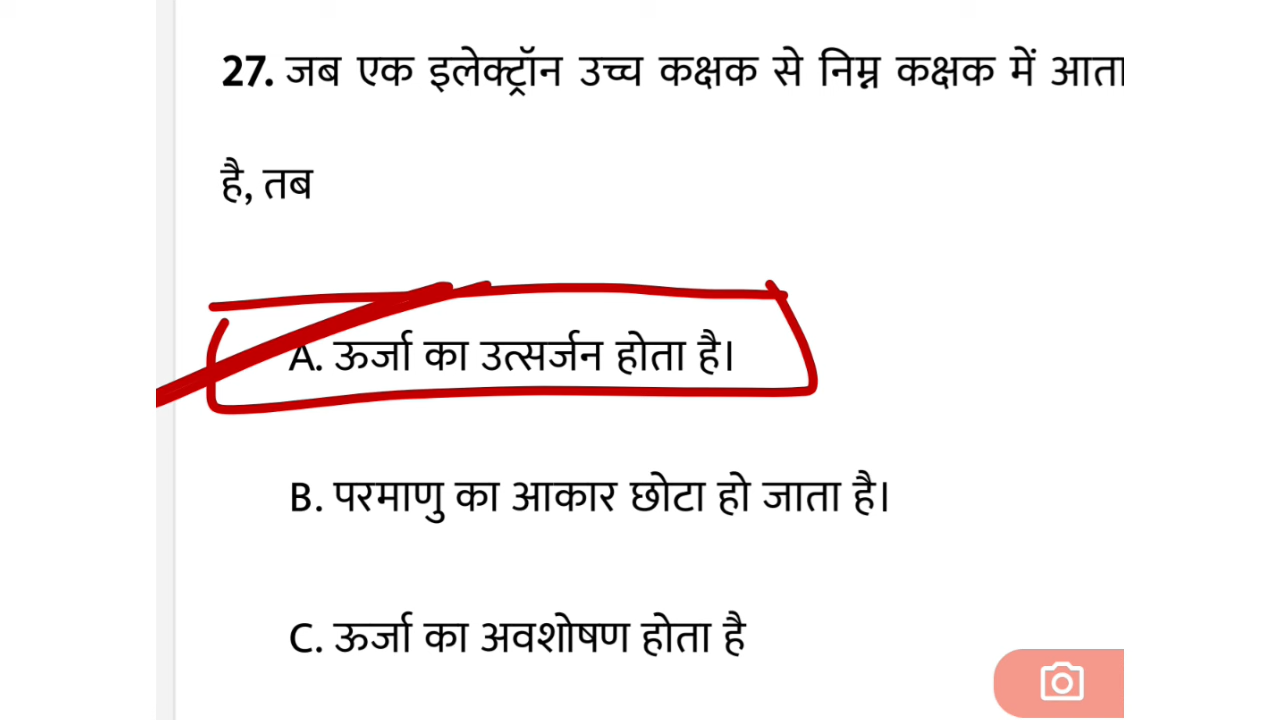 27. जब एक इलेक्ट्रॉन उच्च कक्षक से निम्न कक्षक में आता
है, तब
A. ऊर्जा का उत्सर्जन होता है।
B. परमाणु का आकार छोटा हो जाता है।
C. ऊर्जा का अवशोषण होता है